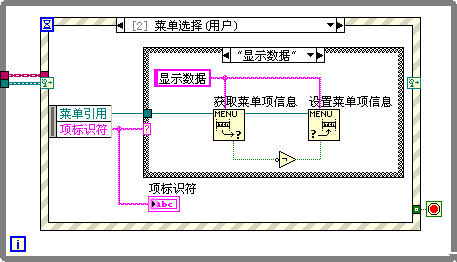 [2] 菜单选择(用户)
"显示数据"
显示数据
获取菜单项信息 设置菜单项信息
菜单引用
MENU MENU
项标识符
?
? ?
项标识符
abc
i